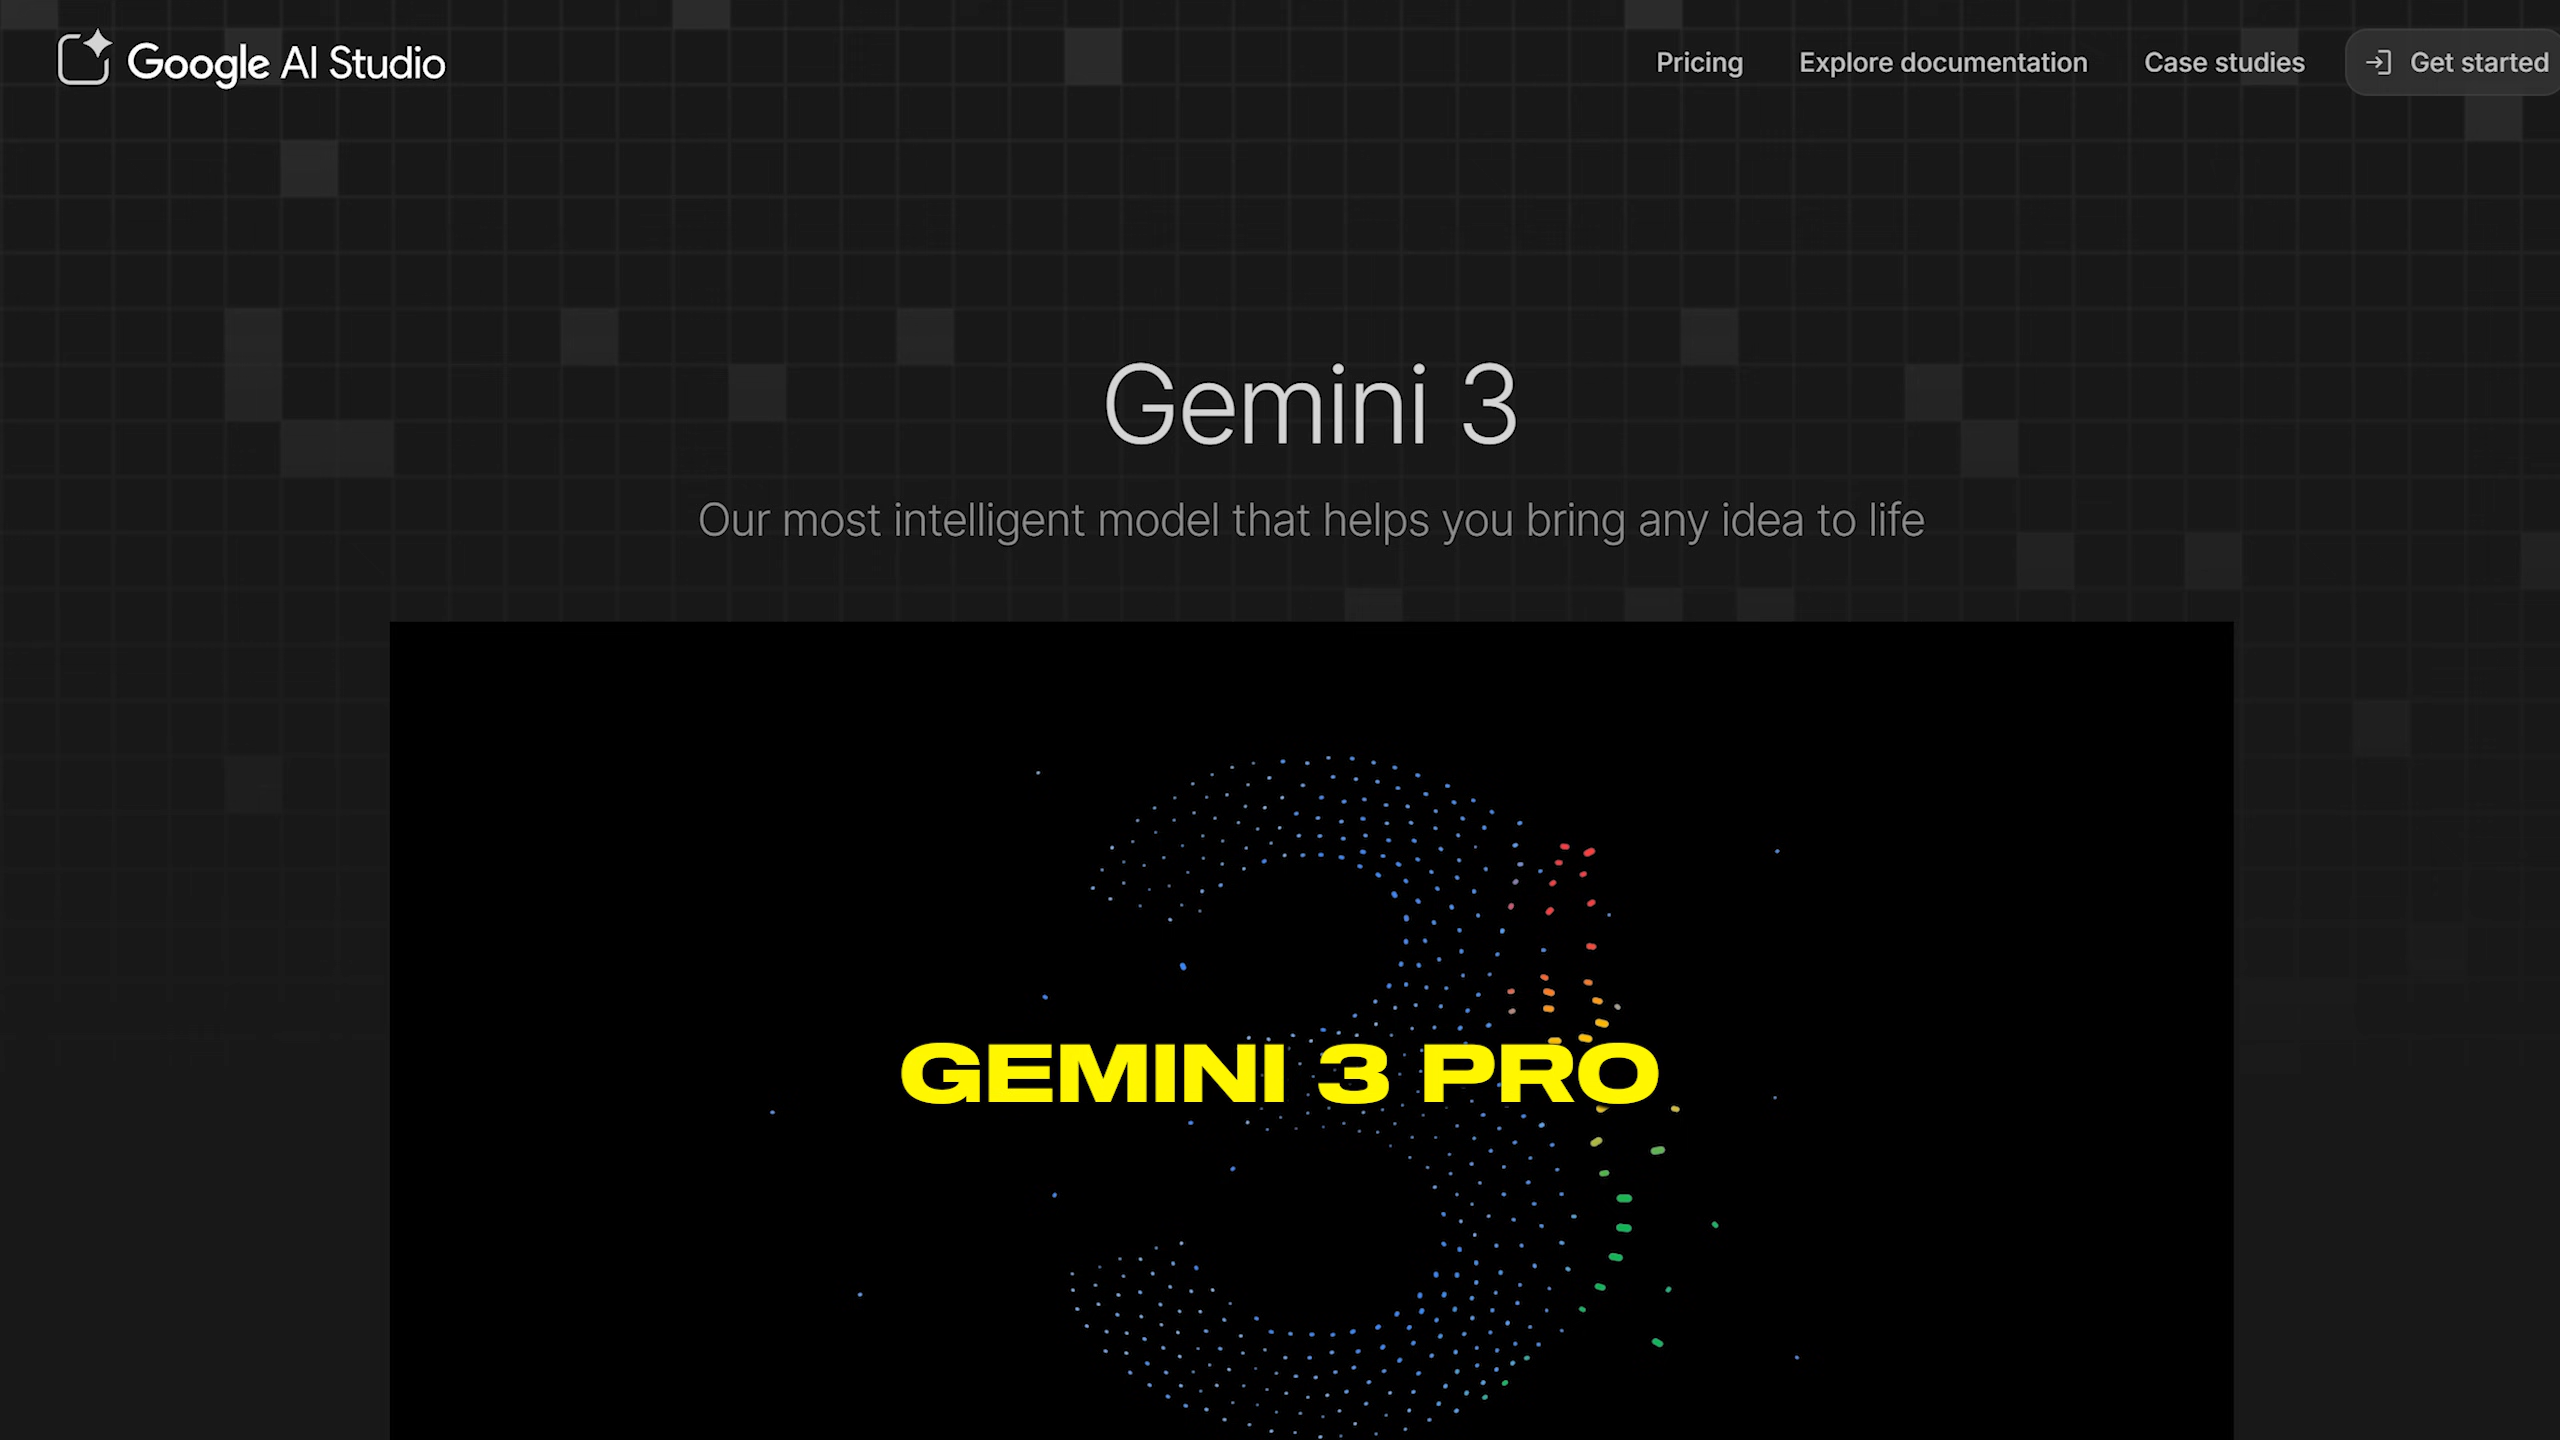 Google AI Studio
Pricing
Explore documentation
Case studies
Get started
Gemini 3
Our most intelligent model that helps you bring any idea to life
3
GEMINI 3 PRO